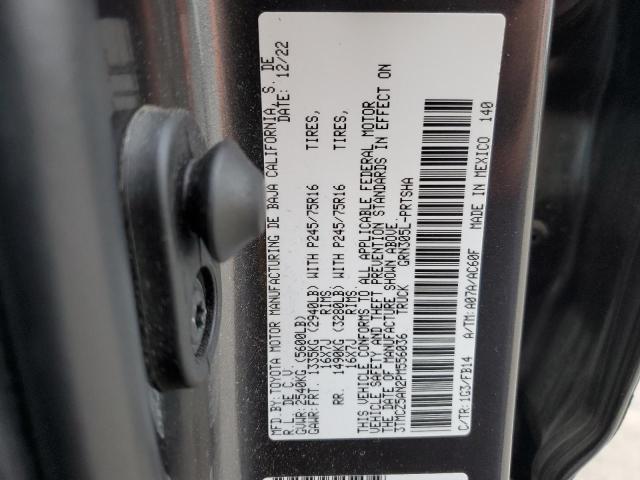 MFD.BY:TOYOTA MOTOR MANUFACTURING DE BAJA CALIFORNIA, S. DE
R.L. DE C.V. DATE: 12/22
GVWR: 2540KG (5600LB)
GAWR:FRT. 1335KG (2940LB) WITH P245/75R16 TIRES,
16X7J RIMS,
RR. 1490KG (3280LB) WITH P245/75R16 TIRES,
16X7J RIMS.
THIS VEHICLE CONFORMS TO ALL APPLICABLE FEDERAL MOTOR
VEHICLE SAFETY AND THEFT PREVENTION STANDARDS IN EFFECT ON
THE DATE OF MANUFACTURE SHOWN ABOVE.
3TMCZ5AN2PM556036 TRUCK GRN305L-PRTSHA
C/TR:1G3/FB14 A/TM:A07A/AC60F MADE IN MEXICO 140